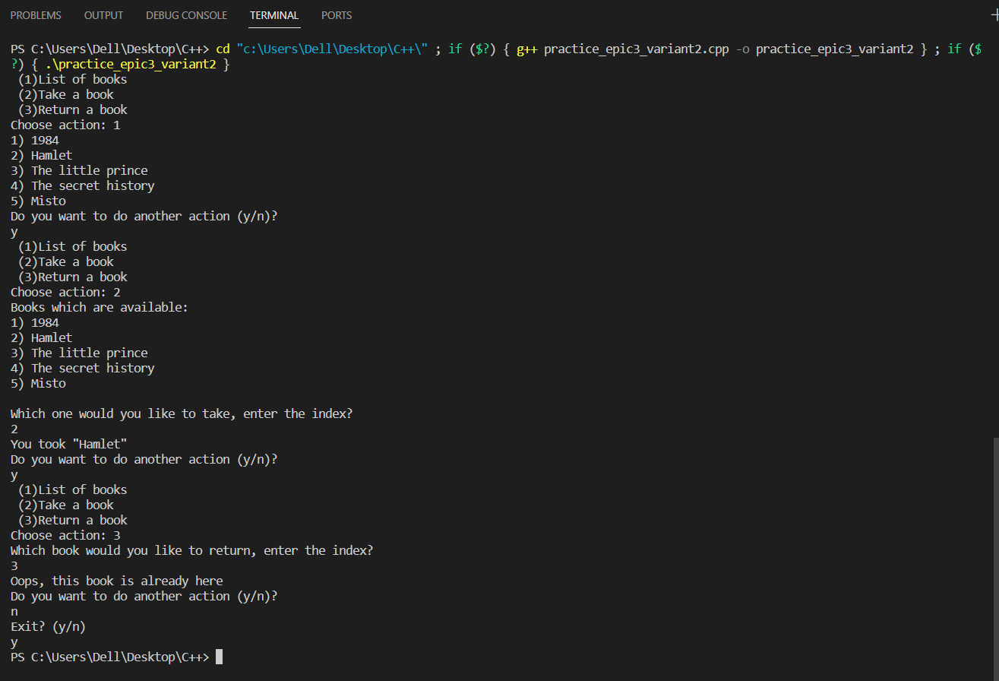 PROBLEMS OUTPUT DEBUG CONSOLE TERMINAL PORTS
PS C:\Users\Dell\Desktop\C++> cd "c:\Users\Dell\Desktop\C++\" ; if ($?) { g++ practice_epic3_variant2.cpp -o practice_epic3_variant2 } ; if ($
?) { .\practice_epic3_variant2 }
(1)List of books
(2)Take a book
(3)Return a book
Choose action: 1
1) 1984
2) Hamlet
3) The little prince
4) The secret history
5) Misto
Do you want to do another action (y/n)?
y
(1)List of books
(2)Take a book
(3)Return a book
Choose action: 2
Books which are available:
1) 1984
2) Hamlet
3) The little prince
4) The secret history
5) Misto
Which one would you like to take, enter the index?
2
You took "Hamlet"
Do you want to do another action (y/n)?
y
(1)List of books
(2)Take a book
(3)Return a book
Choose action: 3
Which book would you like to return, enter the index?
3
Oops, this book is already here
Do you want to do another action (y/n)?
n
Exit? (y/n)
y
PS C:\Users\Dell\Desktop\C++>